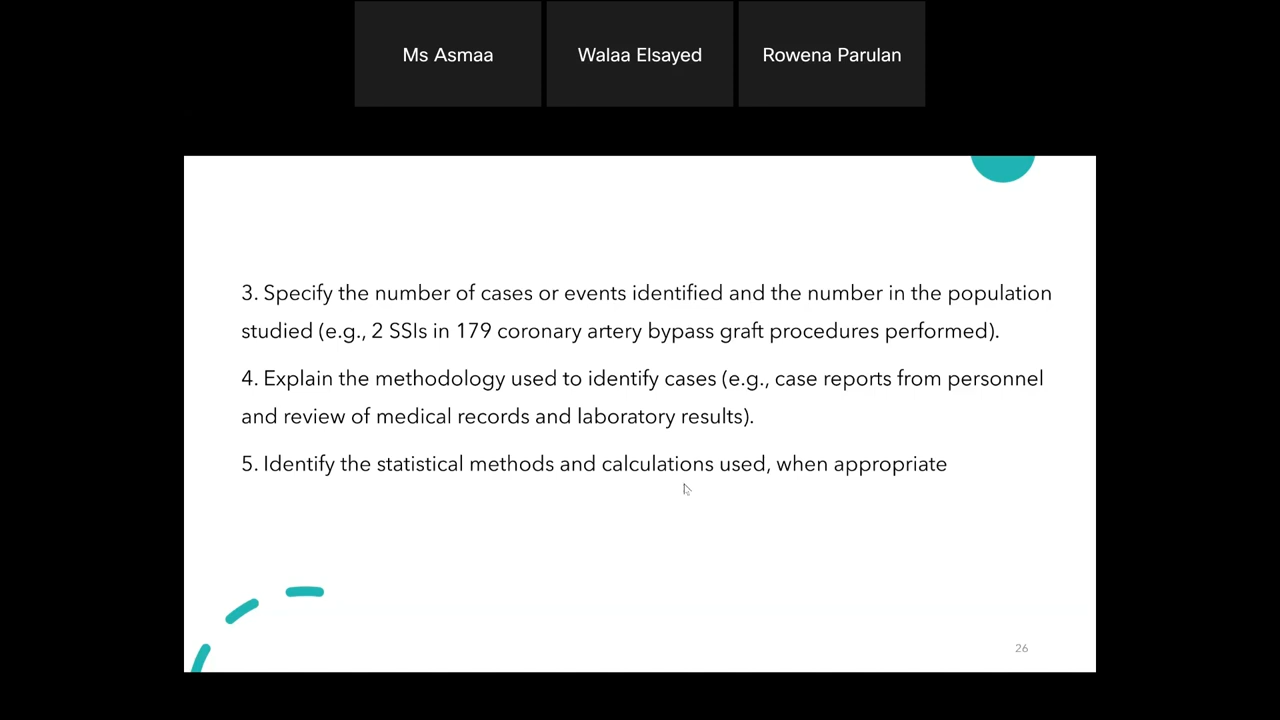 Ms Asmaa
Walaa Elsayed
Rowena Parulan
3. Specify the number of cases or events identified and the number in the population
studied (e.g., 2 SSIs in 179 coronary artery bypass graft procedures performed).
4. Explain the methodology used to identify cases (e.g., case reports from personnel
and review of medical records and laboratory results).
5. Identify the statistical methods and calculations used, when appropriate
26